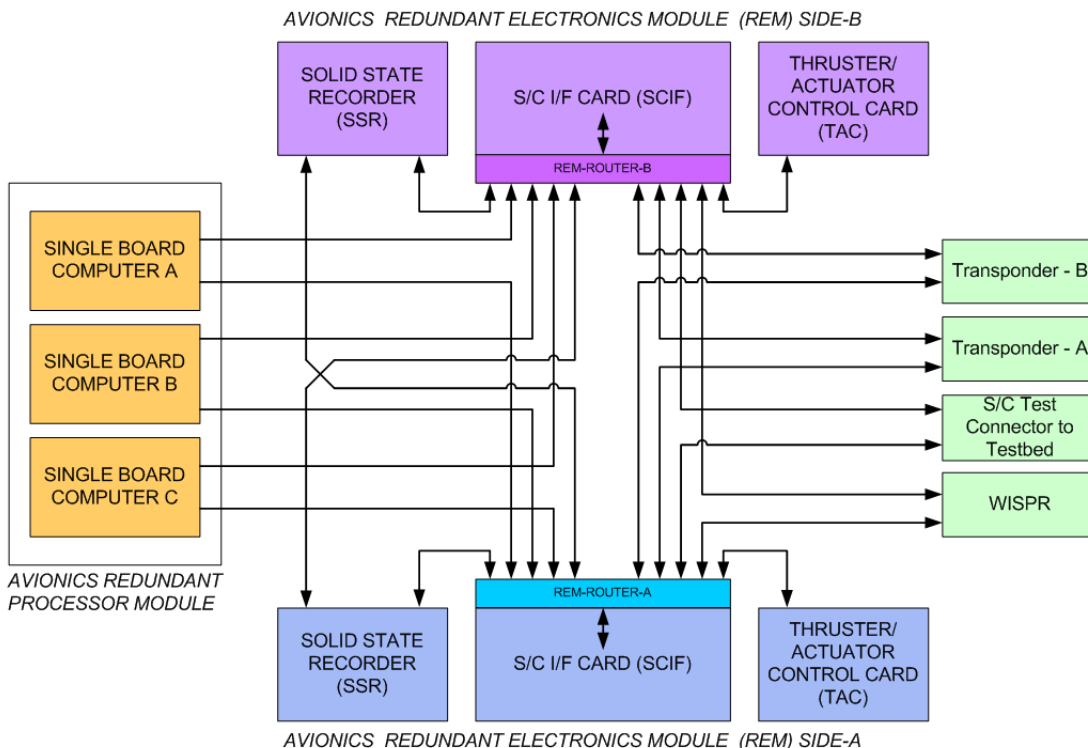 AVIONICS  REDUNDANT ELECTRONICS MODULE  (REM) SIDE-B
SOLID STATE
RECORDER
(SSR)
S/C I/F CARD (SCIF)
REM-ROUTER-B
THRUSTER/
ACTUATOR
CONTROL CARD
(TAC)
SINGLE BOARD
COMPUTER A
SINGLE BOARD
COMPUTER B
SINGLE BOARD
COMPUTER C
AVIONICS REDUNDANT
PROCESSOR MODULE
Transponder - B
Transponder - A
S/C Test
Connector to
Testbed
WISPR
SOLID STATE
RECORDER
(SSR)
REM-ROUTER-A
S/C I/F CARD (SCIF)
THRUSTER/
ACTUATOR
CONTROL CARD
(TAC)
AVIONICS  REDUNDANT ELECTRONICS MODULE  (REM) SIDE-A